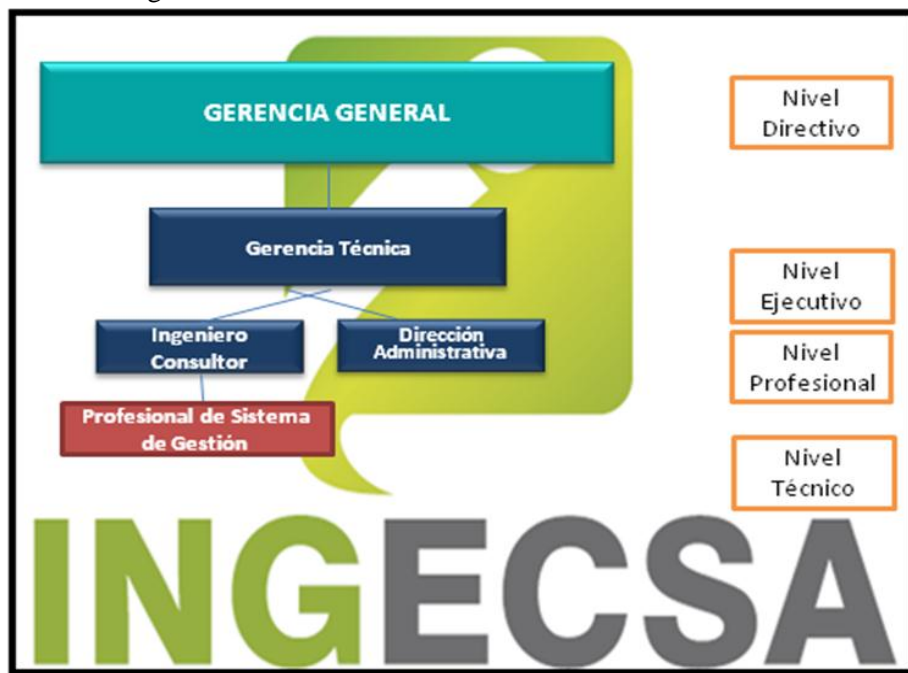 GERENCIA GENERAL
Nivel
Directivo
Gerencia Técnica
Nivel
Ejecutivo
Ingeniero
Consultor
Dirección
Administrativa
Nivel
Profesional
Profesional de Sistema
de Gestión
Nivel
Técnico
INGECSA